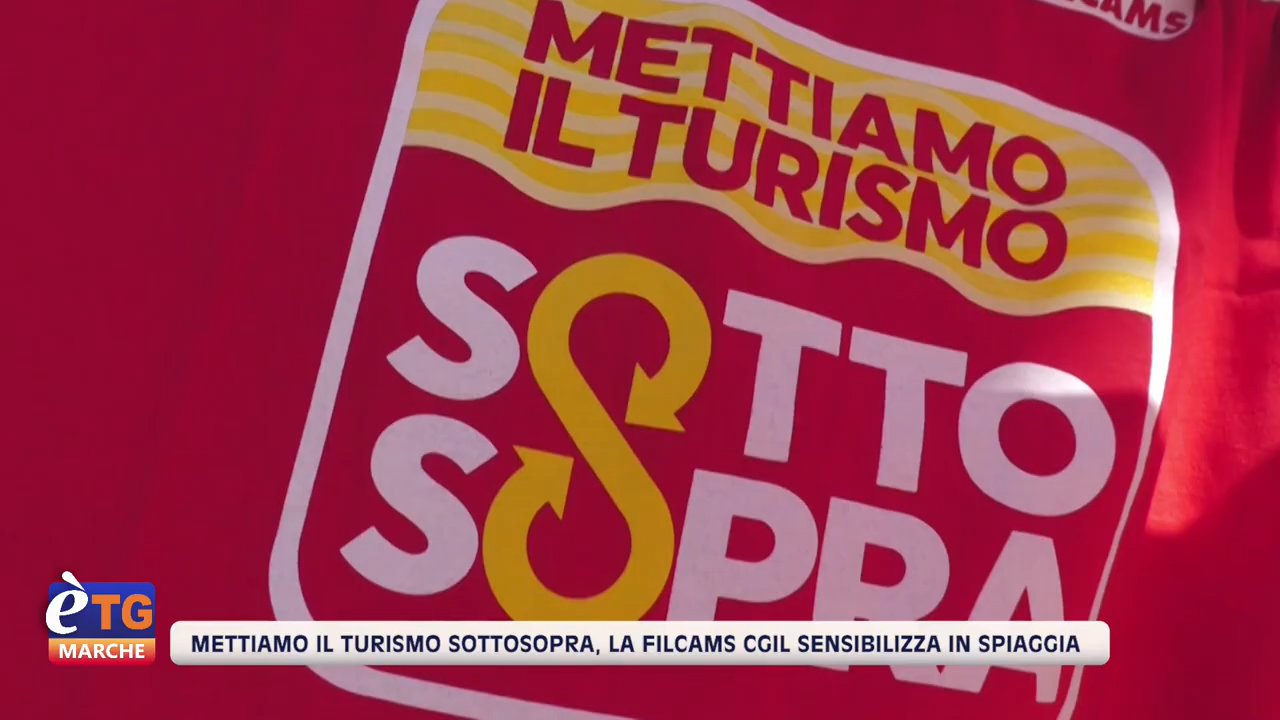 FILCAMS
METTIAMO
IL TURISMO
SOTTO
SOPRA
èTG
MARCHE
METTIAMO IL TURISMO SOTTOSOPRA, LA FILCAMS CGIL SENSIBILIZZA IN SPIAGGIA